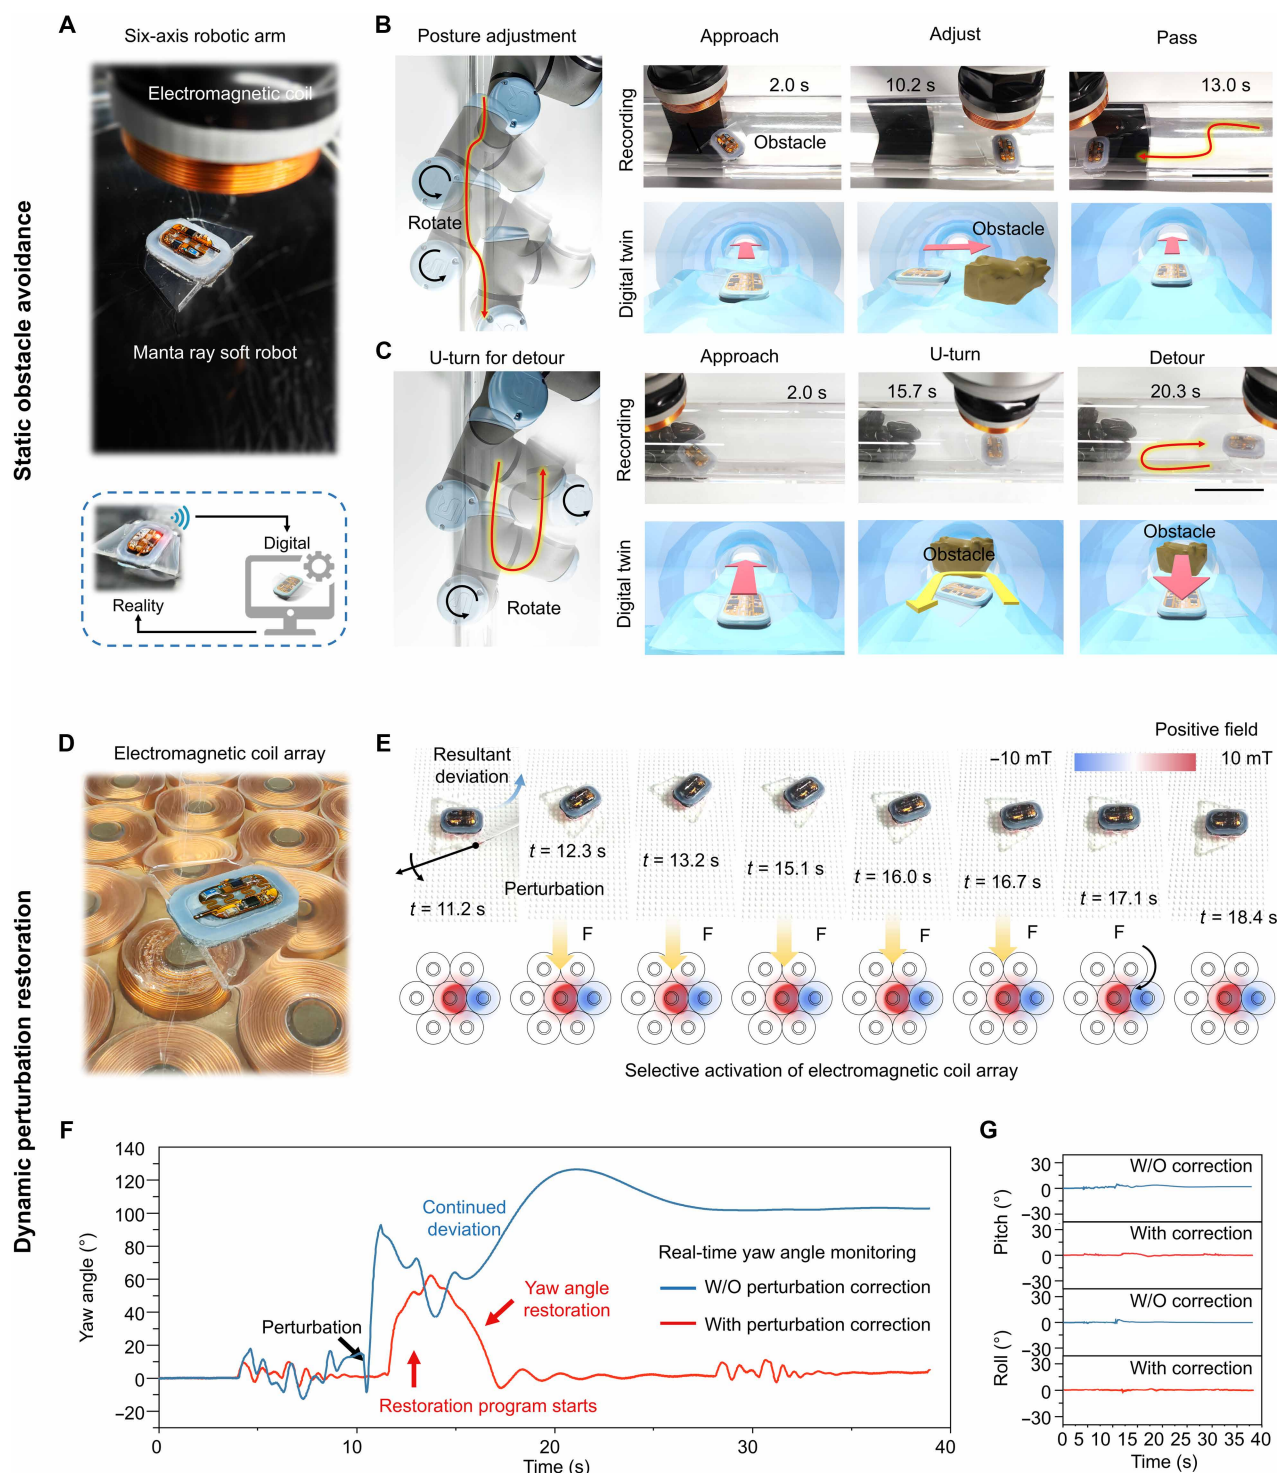 Static obstacle avoidance
A
Six-axis robotic arm
Electromagnetic coil
Manta ray soft robot
Digital
Reality
B
Posture adjustment
Rotate
Approach
Adjust
Pass
Recording
2.0 s
Obstacle
10.2 s
13.0 s
Digital twin
Obstacle
C
U-turn for detour
Rotate
Approach
U-turn
Detour
Recording
2.0 s
15.7 s
20.3 s
Digital twin
Obstacle
Obstacle
Dynamic perturbation restoration
D
Electromagnetic coil array
E
Positive field
−10 mT
10 mT
Resultant
deviation
Perturbation
t = 11.2 s
t = 12.3 s
t = 13.2 s
t = 15.1 s
t = 16.0 s
t = 16.7 s
t = 17.1 s
t = 18.4 s
F
F
F
F
F
F
Selective activation of electromagnetic coil array
F
Yaw angle (°)
140
120
100
80
60
40
20
0
−20
Continued
deviation
Real-time yaw angle monitoring
W/O perturbation correction
With perturbation correction
Yaw angle
restoration
Perturbation
Restoration program starts
0
10
20
30
40
Time (s)
G
Pitch (°)
30
0
−30
W/O correction
30
0
−30
With correction
Roll (°)
30
0
−30
W/O correction
30
0
−30
With correction
0 5 10 15 20 25 30 35 40
Time (s)